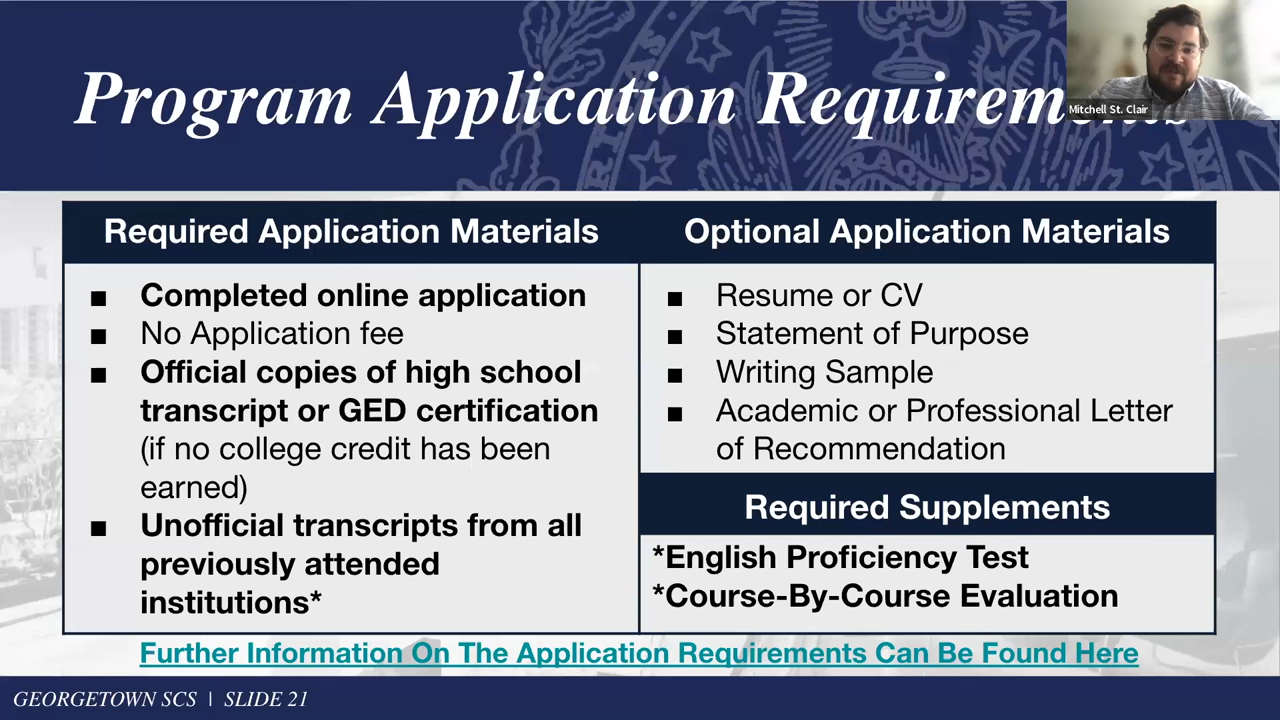 Program Application Requirements
Mitchell St. Clair
Required Application Materials
■ Completed online application
■ No Application fee
■ Official copies of high school
transcript or GED certification
(if no college credit has been
earned)
■ Unofficial transcripts from all
previously attended
institutions*
Optional Application Materials
■ Resume or CV
■ Statement of Purpose
■ Writing Sample
■ Academic or Professional Letter
of Recommendation
Required Supplements
*English Proficiency Test
*Course-By-Course Evaluation
Further Information On The Application Requirements Can Be Found Here
GEORGETOWN SCS | SLIDE 21